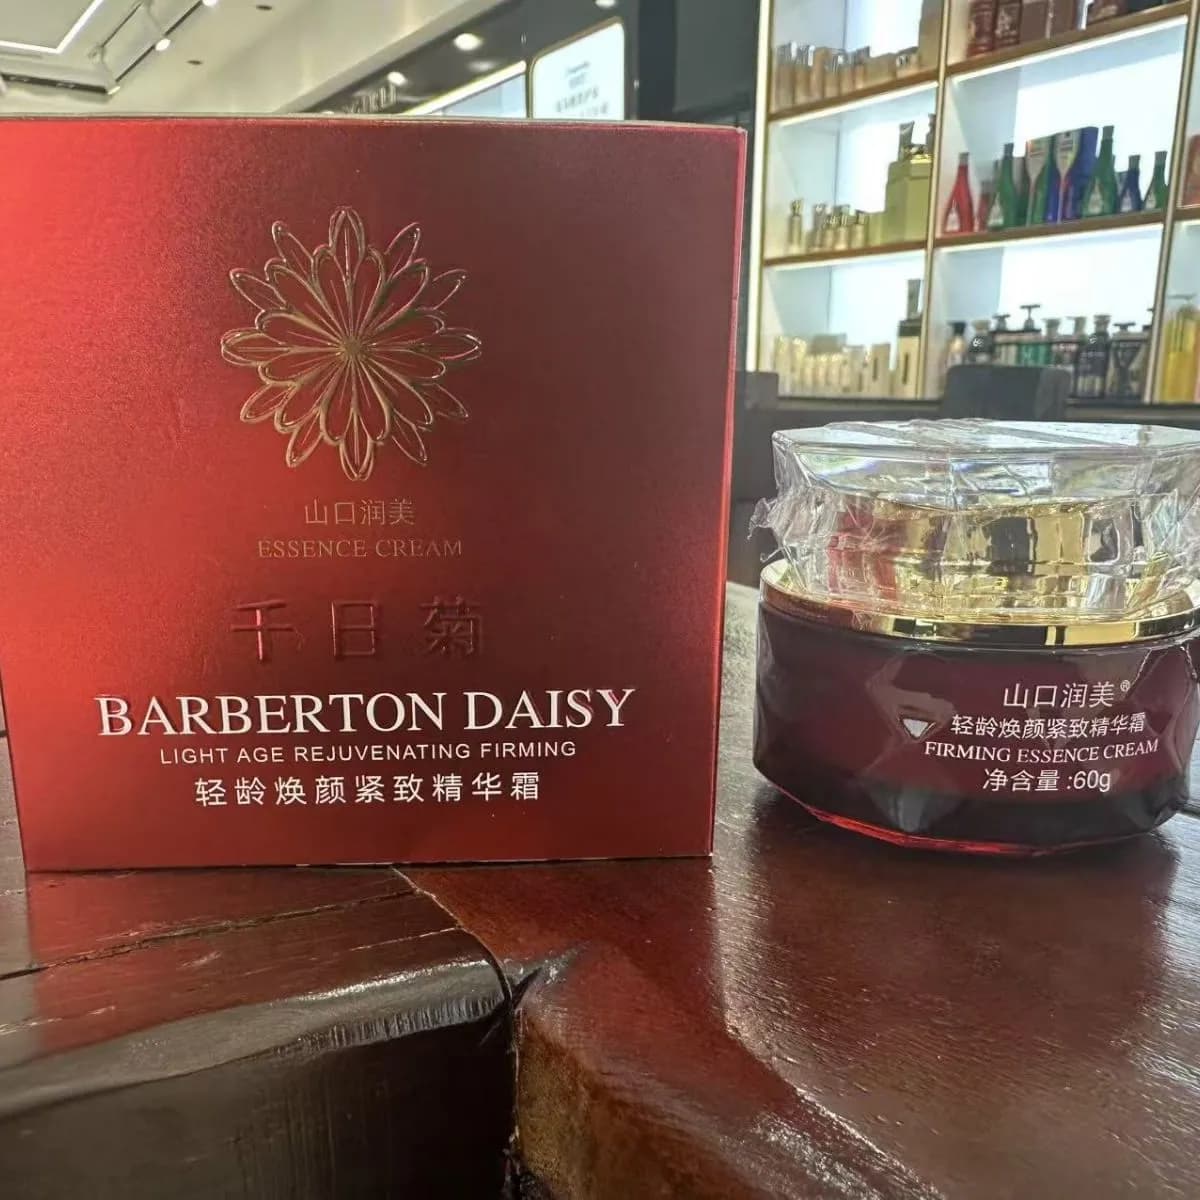 山口润美
ESSENCE CREAM
千日菊
BARBERTON DAISY
LIGHT AGE REJUVENATING FIRMING
轻龄焕颜紧致精华霜
山口润美®
轻龄焕颜紧致精华霜
FIRMING ESSENCE CREAM
净含量:60g